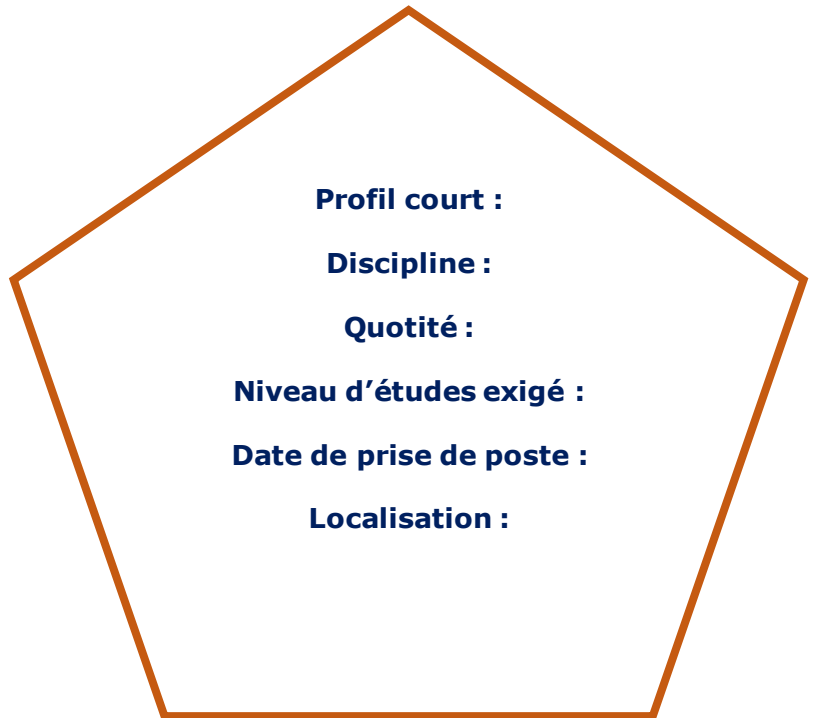 Profil court :
Discipline :
Quotité :
Niveau d’études exigé :
Date de prise de poste :
Localisation :